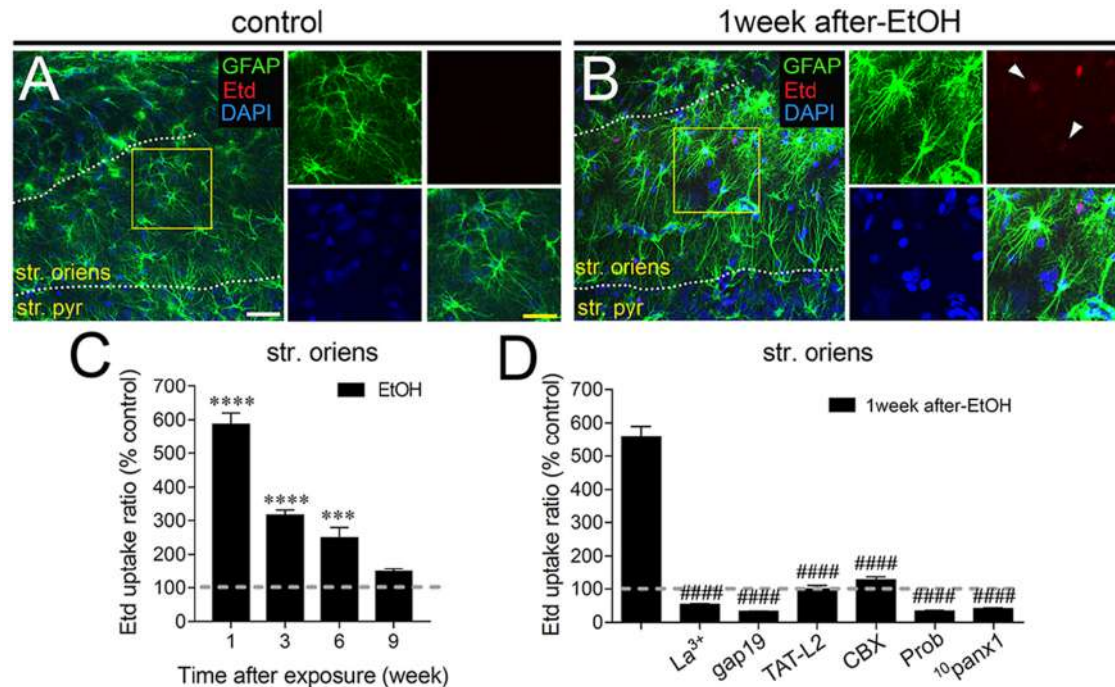 control
1week after-EtOH
A
GFAP
Etd
DAPI
str. oriens
str. pyr
B
GFAP
Etd
DAPI
str. oriens
str. pyr
C
str. oriens
Etd uptake ratio (% control)
700
600
500
400
300
200
100
0
EtOH
****
****
***
1 3 6 9
Time after exposure (week)
D
str. oriens
Etd uptake ratio (% control)
700
600
500
400
300
200
100
0
1week after-EtOH
#### #### #### #### #### ####
La³⁺ gap19 TAT-L2 CBX Prob ¹⁰panx1